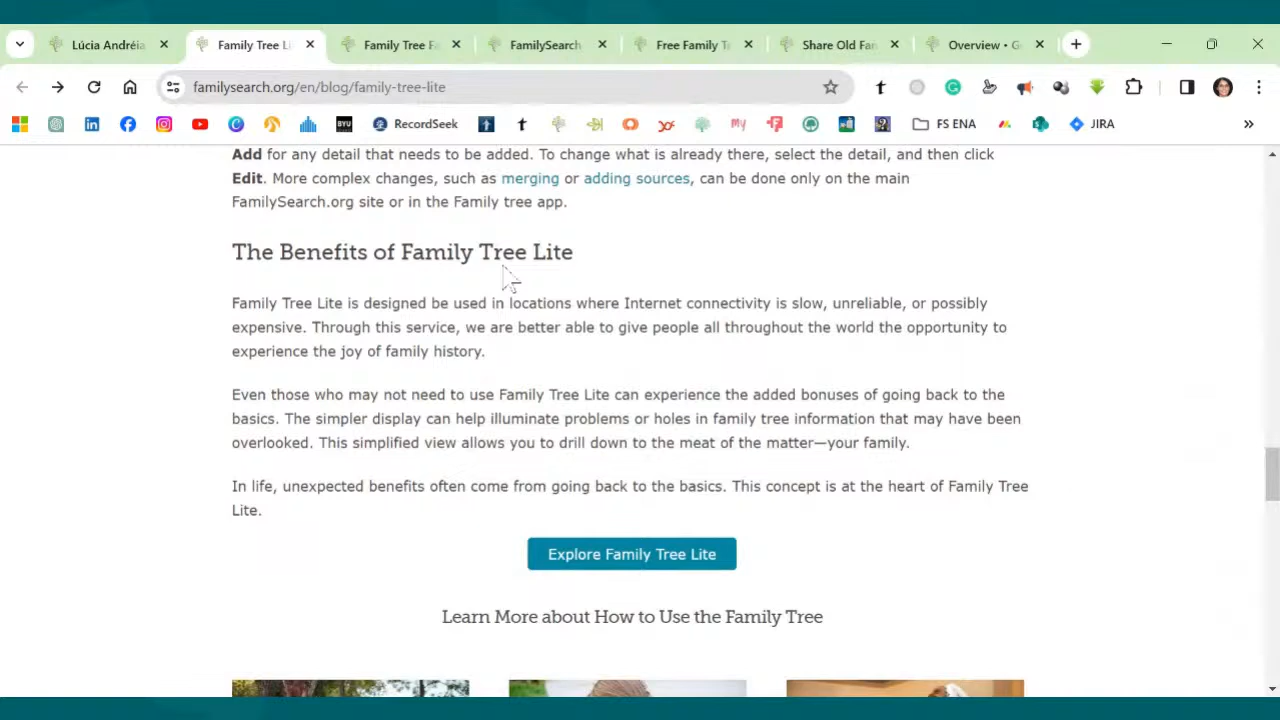 Lúcia Andréia
Family Tree Li
Family Tree Fa
FamilySearch
Free Family Tr
Share Old Fam
Overview • G
familysearch.org/en/blog/family-tree-lite
BYU
RecordSeek
t
my
FS ENA
JIRA
Add for any detail that needs to be added. To change what is already there, select the detail, and then click
Edit. More complex changes, such as merging or adding sources, can be done only on the main
FamilySearch.org site or in the Family tree app.
The Benefits of Family Tree Lite
Family Tree Lite is designed be used in locations where Internet connectivity is slow, unreliable, or possibly
expensive. Through this service, we are better able to give people all throughout the world the opportunity to
experience the joy of family history.
Even those who may not need to use Family Tree Lite can experience the added bonuses of going back to the
basics. The simpler display can help illuminate problems or holes in family tree information that may have been
overlooked. This simplified view allows you to drill down to the meat of the matter—your family.
In life, unexpected benefits often come from going back to the basics. This concept is at the heart of Family Tree
Lite.
Explore Family Tree Lite
Learn More about How to Use the Family Tree